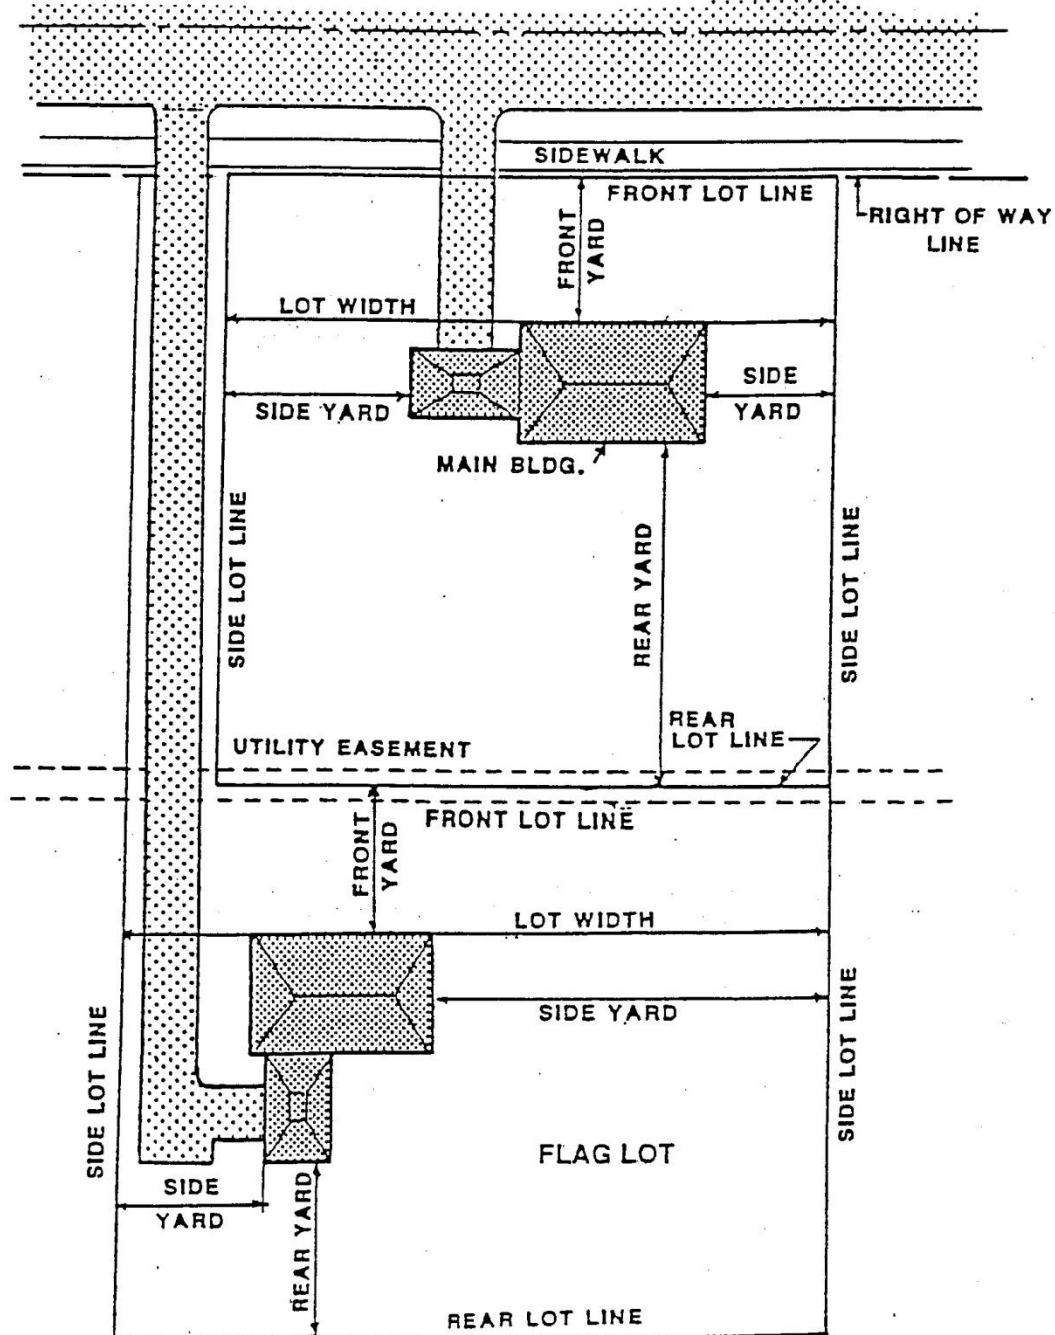 SIDEWALK
FRONT LOT LINE
RIGHT OF WAY
LINE
FRONT
YARD
LOT WIDTH
SIDE YARD
SIDE
YARD
MAIN BLDG.
SIDE LOT LINE
REAR YARD
SIDE LOT LINE
REAR
LOT LINE
UTILITY EASEMENT
FRONT LOT LINE
FRONT
YARD
LOT WIDTH
SIDE YARD
SIDE LOT LINE
SIDE LOT LINE
FLAG LOT
SIDE
YARD
REAR YARD
REAR LOT LINE